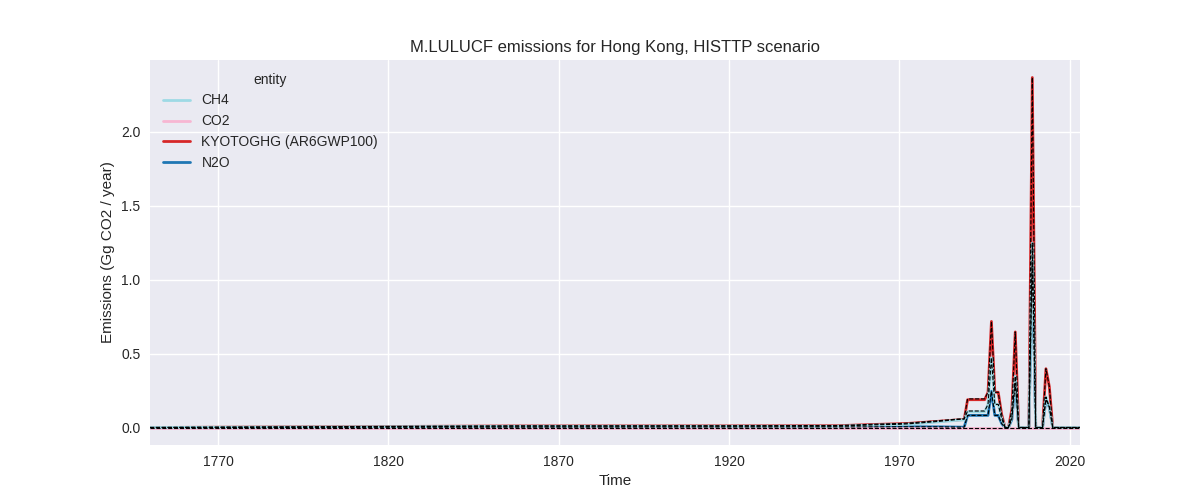 M.LULUCF emissions for Hong Kong, HISTTP scenario
entity
CH4
CO2
KYOTOGHG (AR6GWP100)
N2O
Emissions (Gg CO2 / year)
2.0
1.5
1.0
0.5
0.0
1770
1820
1870
1920
1970
2020
Time